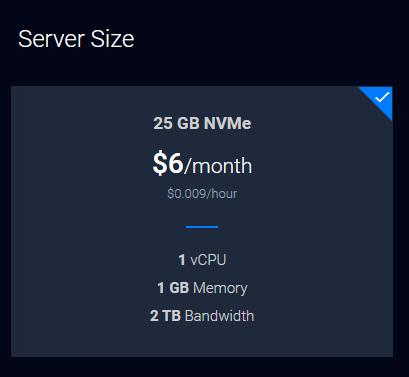 Server Size
25 GB NVMe
$6/month
$0.009/hour
1 vCPU
1 GB Memory
2 TB Bandwidth